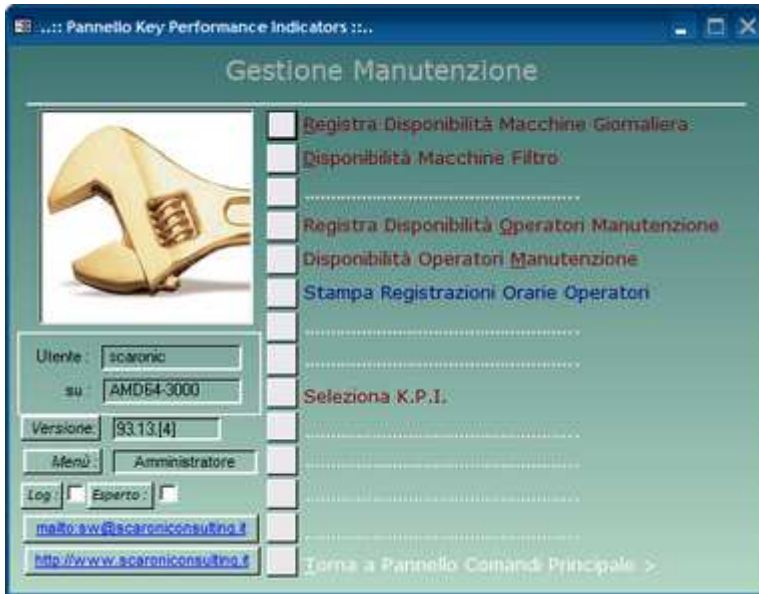 ..:: Pannello Key Performance Indicators ::..
Gestione Manutenzione
Registra Disponibilità Macchine Giornaliera
Disponibilità Macchine Filtro
.......................................................
Registra Disponibilità Operatori Manutenzione
Disponibilità Operatori Manutenzione
Stampa Registrazioni Orarie Operatori
.......................................................
.......................................................
Seleziona K.P.I.
.......................................................
.......................................................
.......................................................
.......................................................
Torna a Pannello Comandi Principale >
Utente : scaronic
su : AMD64-3000
Versione: 93.13.[4]
Menù : Amministratore
Log : Esperto :
mailto:sw@scaroniconsulting.it
http://www.scaroniconsulting.it